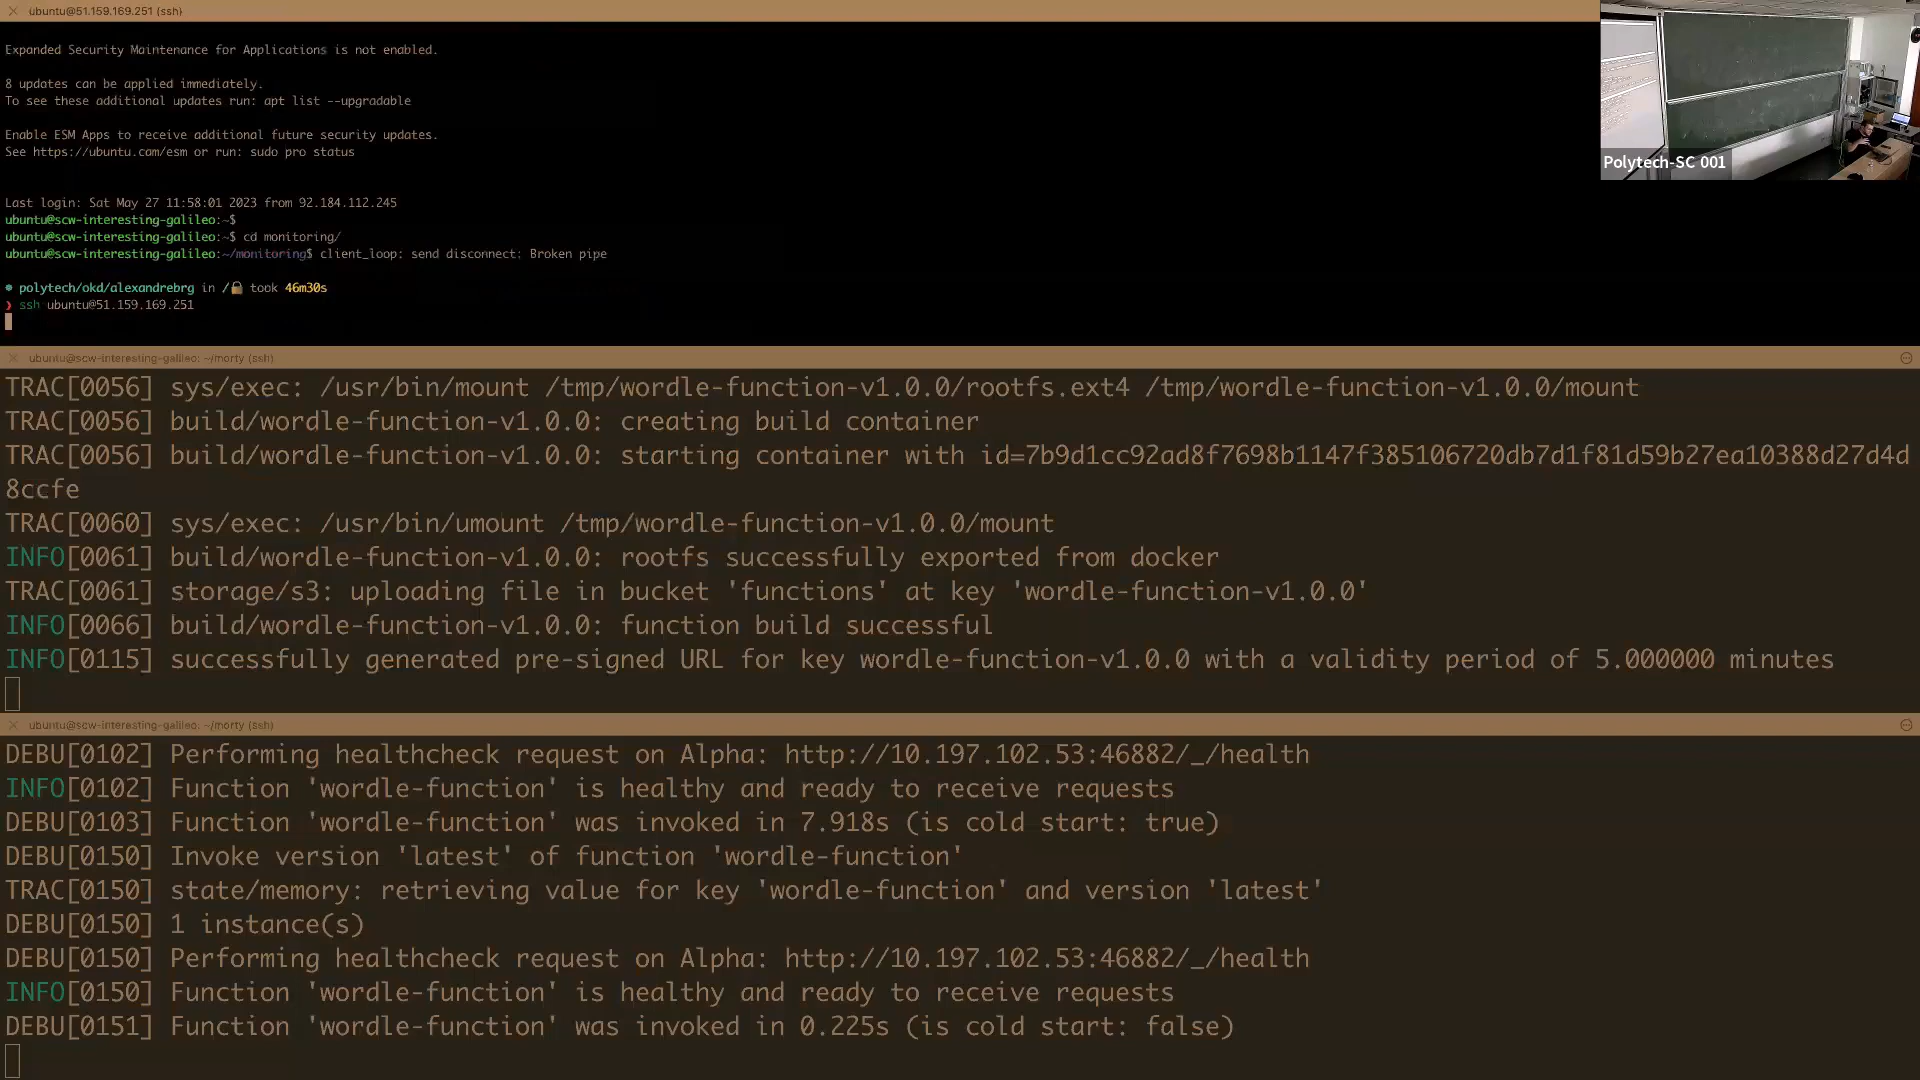 ubuntu@51.159.169.251 (ssh)
Expanded Security Maintenance for Applications is not enabled.
8 updates can be applied immediately.
To see these additional updates run: apt list --upgradable
Enable ESM Apps to receive additional future security updates.
See https://ubuntu.com/esm or run: sudo pro status
Last login: Sat May 27 11:58:01 2023 from 92.184.112.245
ubuntu@scw-interesting-galileo:~$
ubuntu@scw-interesting-galileo:~$ cd monitoring/
ubuntu@scw-interesting-galileo:~/monitoring$ client_loop: send disconnect: Broken pipe
polytech/okd/alexandrebrg in / took 46m30s
❯ ssh ubuntu@51.159.169.251
Polytech-SC 001
ubuntu@scw-interesting-galileo: ~/morty (ssh)
TRAC[0056] sys/exec: /usr/bin/mount /tmp/wordle-function-v1.0.0/rootfs.ext4 /tmp/wordle-function-v1.0.0/mount
TRAC[0056] build/wordle-function-v1.0.0: creating build container
TRAC[0056] build/wordle-function-v1.0.0: starting container with id=7b9d1cc92ad8f7698b1147f385106720db7d1f81d59b27ea10388d27d4d
8ccfe
TRAC[0060] sys/exec: /usr/bin/umount /tmp/wordle-function-v1.0.0/mount
INFO[0061] build/wordle-function-v1.0.0: rootfs successfully exported from docker
TRAC[0061] storage/s3: uploading file in bucket 'functions' at key 'wordle-function-v1.0.0'
INFO[0066] build/wordle-function-v1.0.0: function build successful
INFO[0115] successfully generated pre-signed URL for key wordle-function-v1.0.0 with a validity period of 5.000000 minutes
ubuntu@scw-interesting-galileo: ~/morty (ssh)
DEBU[0102] Performing healthcheck request on Alpha: http://10.197.102.53:46882/_/health
INFO[0102] Function 'wordle-function' is healthy and ready to receive requests
DEBU[0103] Function 'wordle-function' was invoked in 7.918s (is cold start: true)
DEBU[0150] Invoke version 'latest' of function 'wordle-function'
TRAC[0150] state/memory: retrieving value for key 'wordle-function' and version 'latest'
DEBU[0150] 1 instance(s)
DEBU[0150] Performing healthcheck request on Alpha: http://10.197.102.53:46882/_/health
INFO[0150] Function 'wordle-function' is healthy and ready to receive requests
DEBU[0151] Function 'wordle-function' was invoked in 0.225s (is cold start: false)